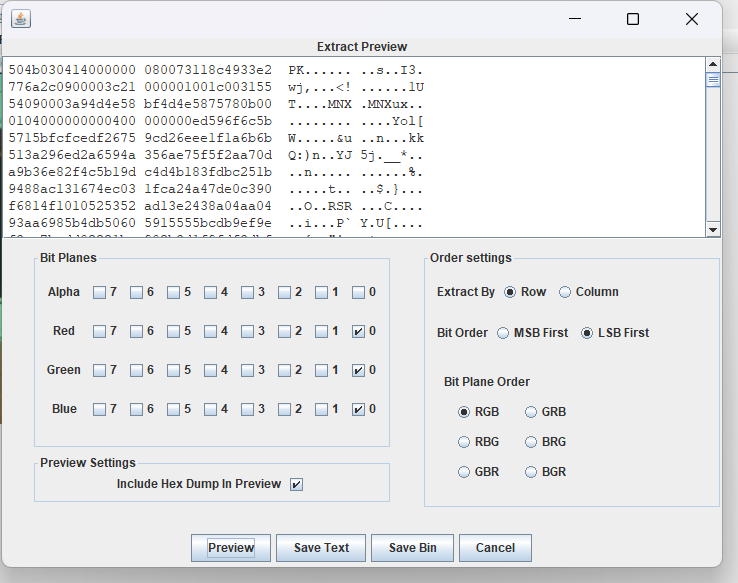 Extract Preview
504b030414000000 080073118c4933e2 PK...... ..s..I3.
776a2c0900003c21 000001001c003155 wj,...<! ......1U
54090003a94d4e58 bf4d4e5875780b00 T....MNX .MNXux..
0104000000000400 000000ed596f6c5b ........ ....Yol[
5715bfcfcedf2675 9cd26eee1f1a6b6b W.....&u ..n...kk
513a296ed2a6594a 356ae75f5f2aa70d Q:)n..YJ 5j.__*..
a9b36e82f4c5b19d c4d4b183fdbc251b ..n..... ......%.
9488ac131674ec03 1fca24a47de0c390 .....t.. ..$.}...
f6814f1010525352 ad13e2438a04aa04 ..O..RSR ...C....
93aa6985b4db5060 5915555bcdb9ef9e ..i...P` Y.U[....
Bit Planes
Alpha 7 6 5 4 3 2 1 0
Red 7 6 5 4 3 2 1 0
Green 7 6 5 4 3 2 1 0
Blue 7 6 5 4 3 2 1 0
Preview Settings
Include Hex Dump In Preview
Order settings
Extract By Row Column
Bit Order MSB First LSB First
Bit Plane Order
RGB GRB
RBG BRG
GBR BGR
Preview Save Text Save Bin Cancel